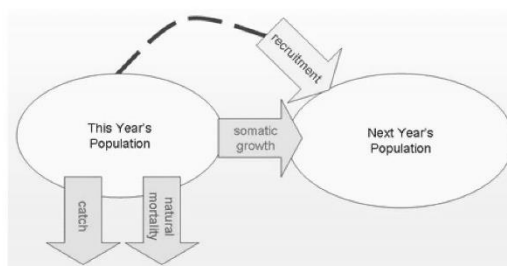 recruitment
This Year's
Population
somatic
growth
Next Year's
Population
catch
natural
mortality